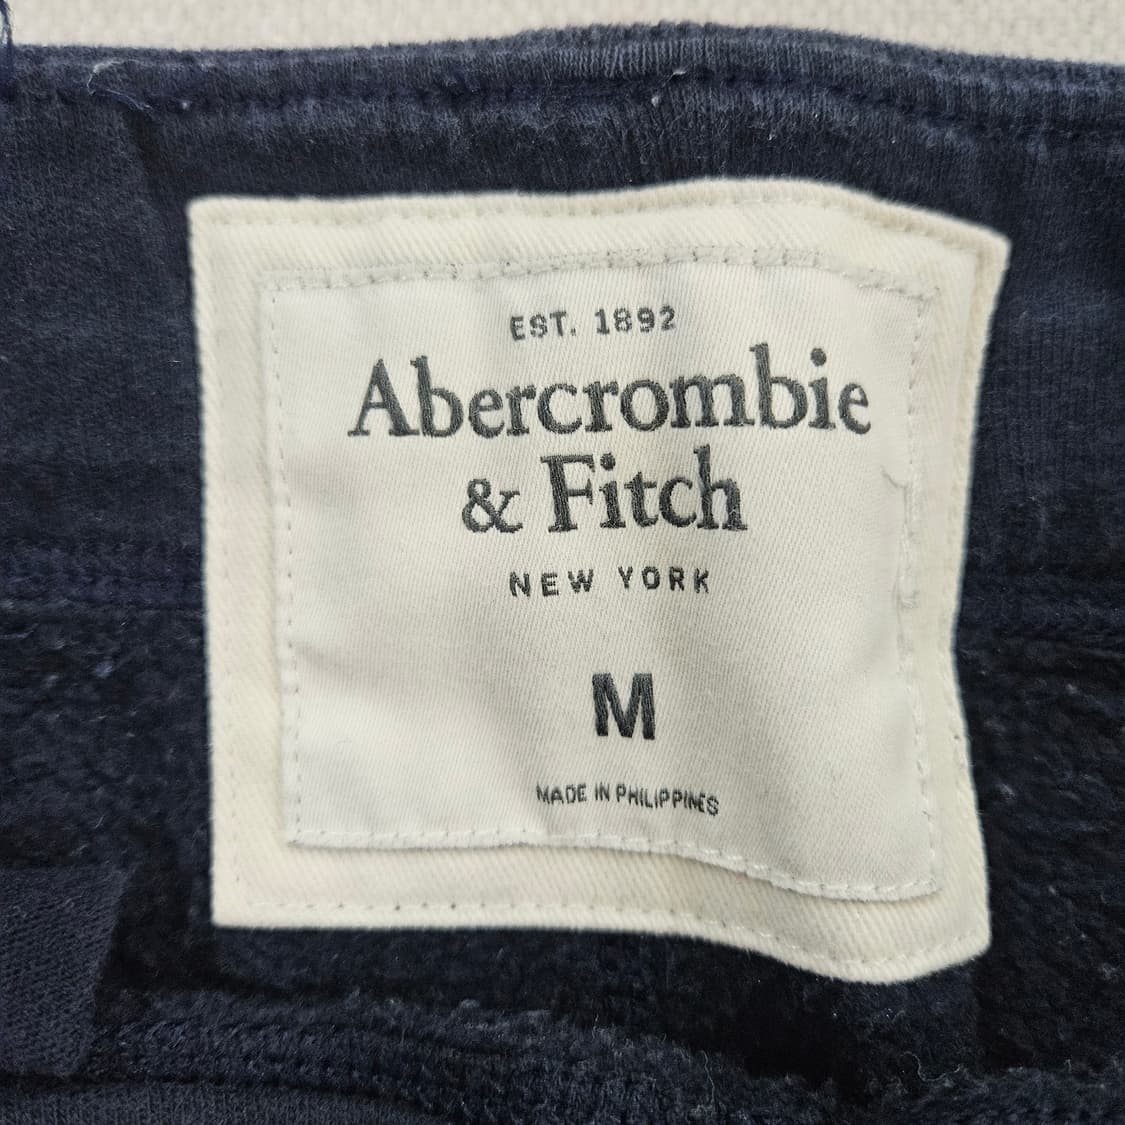 EST. 1892
Abercrombie
& Fitch
NEW YORK
M
MADE IN PHILIPPINES